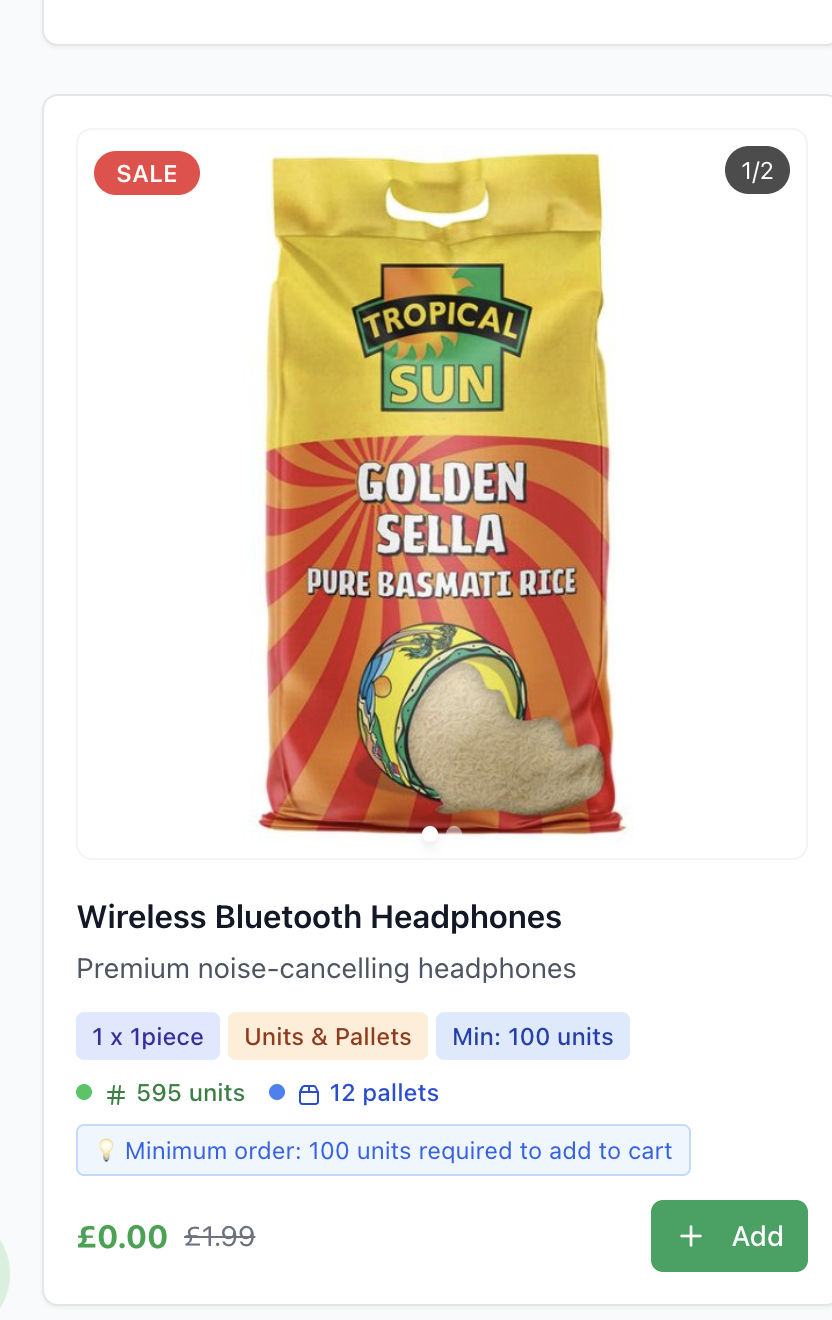 SALE
1/2
TROPICAL
SUN
GOLDEN
SELLA
PURE BASMATI RICE
Wireless Bluetooth Headphones
Premium noise-cancelling headphones
1 x 1piece
Units & Pallets
Min: 100 units
# 595 units
12 pallets
💡 Minimum order: 100 units required to add to cart
£0.00 £1.99
+ Add